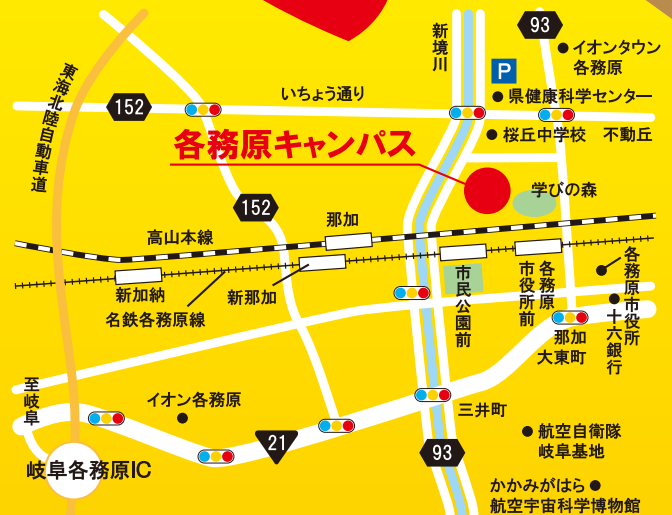 93
新境川
イオンタウン
各務原
P
東海北陸自動車道
県健康科学センター
いちょう通り
152
桜丘中学校
不動丘
各務原キャンパス
学びの森
152
那加
高山本線
新加納
新那加
名鉄各務原線
市民公園前
各務原
市役所前
各務原市役所
十六銀行
那加
大東町
至岐阜
イオン各務原
三井町
21
93
航空自衛隊
岐阜基地
岐阜各務原IC
かかみがはら
航空宇宙科学博物館